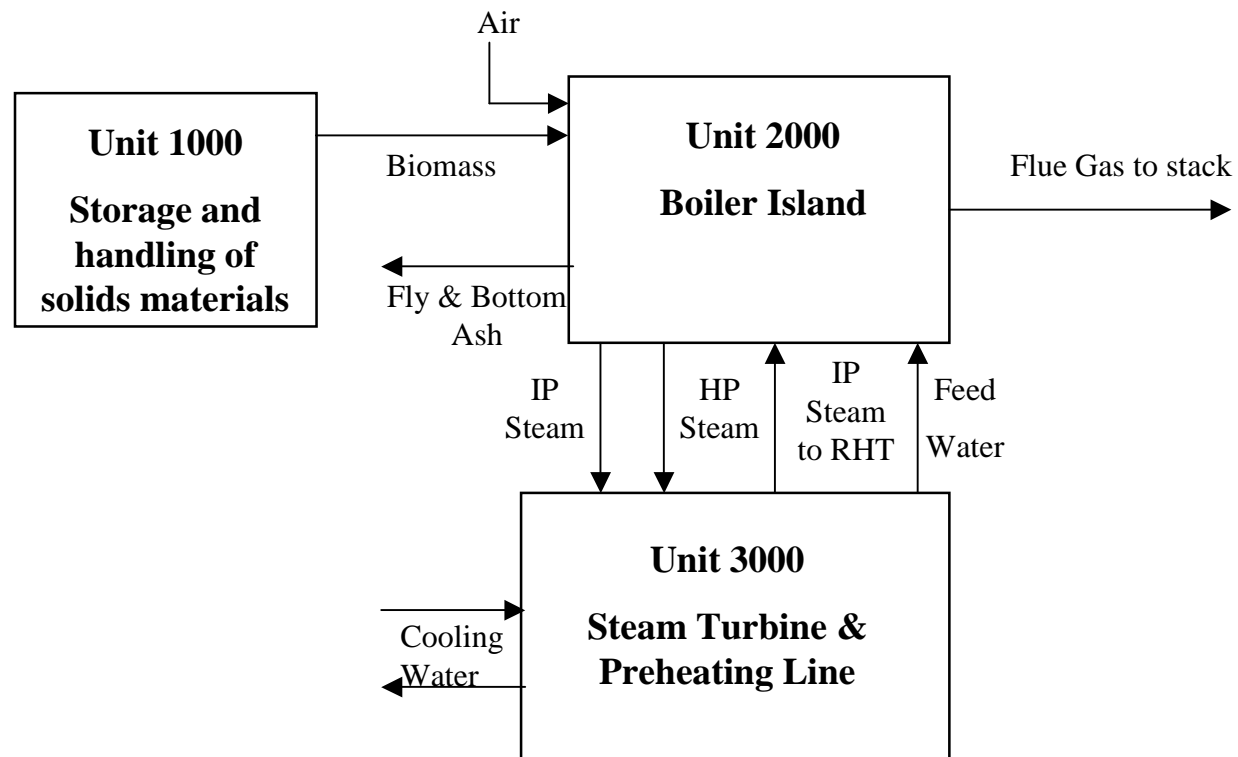 Air
Unit 1000
Storage and
handling of
solids materials
Biomass
Unit 2000
Boiler Island
Flue Gas to stack
Fly & Bottom
Ash
IP
Steam
HP
Steam
IP
Steam
to RHT
Feed
Water
Unit 3000
Steam Turbine &
Preheating Line
Cooling
Water